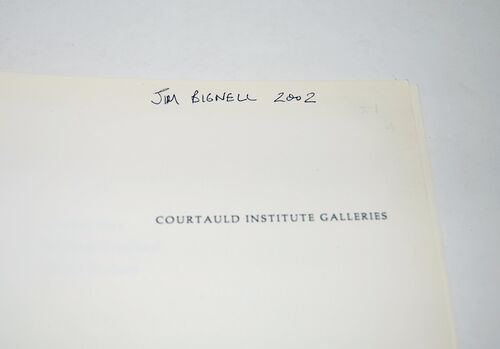 JIM BIGNELL 2002
COURTAULD INSTITUTE GALLERIES